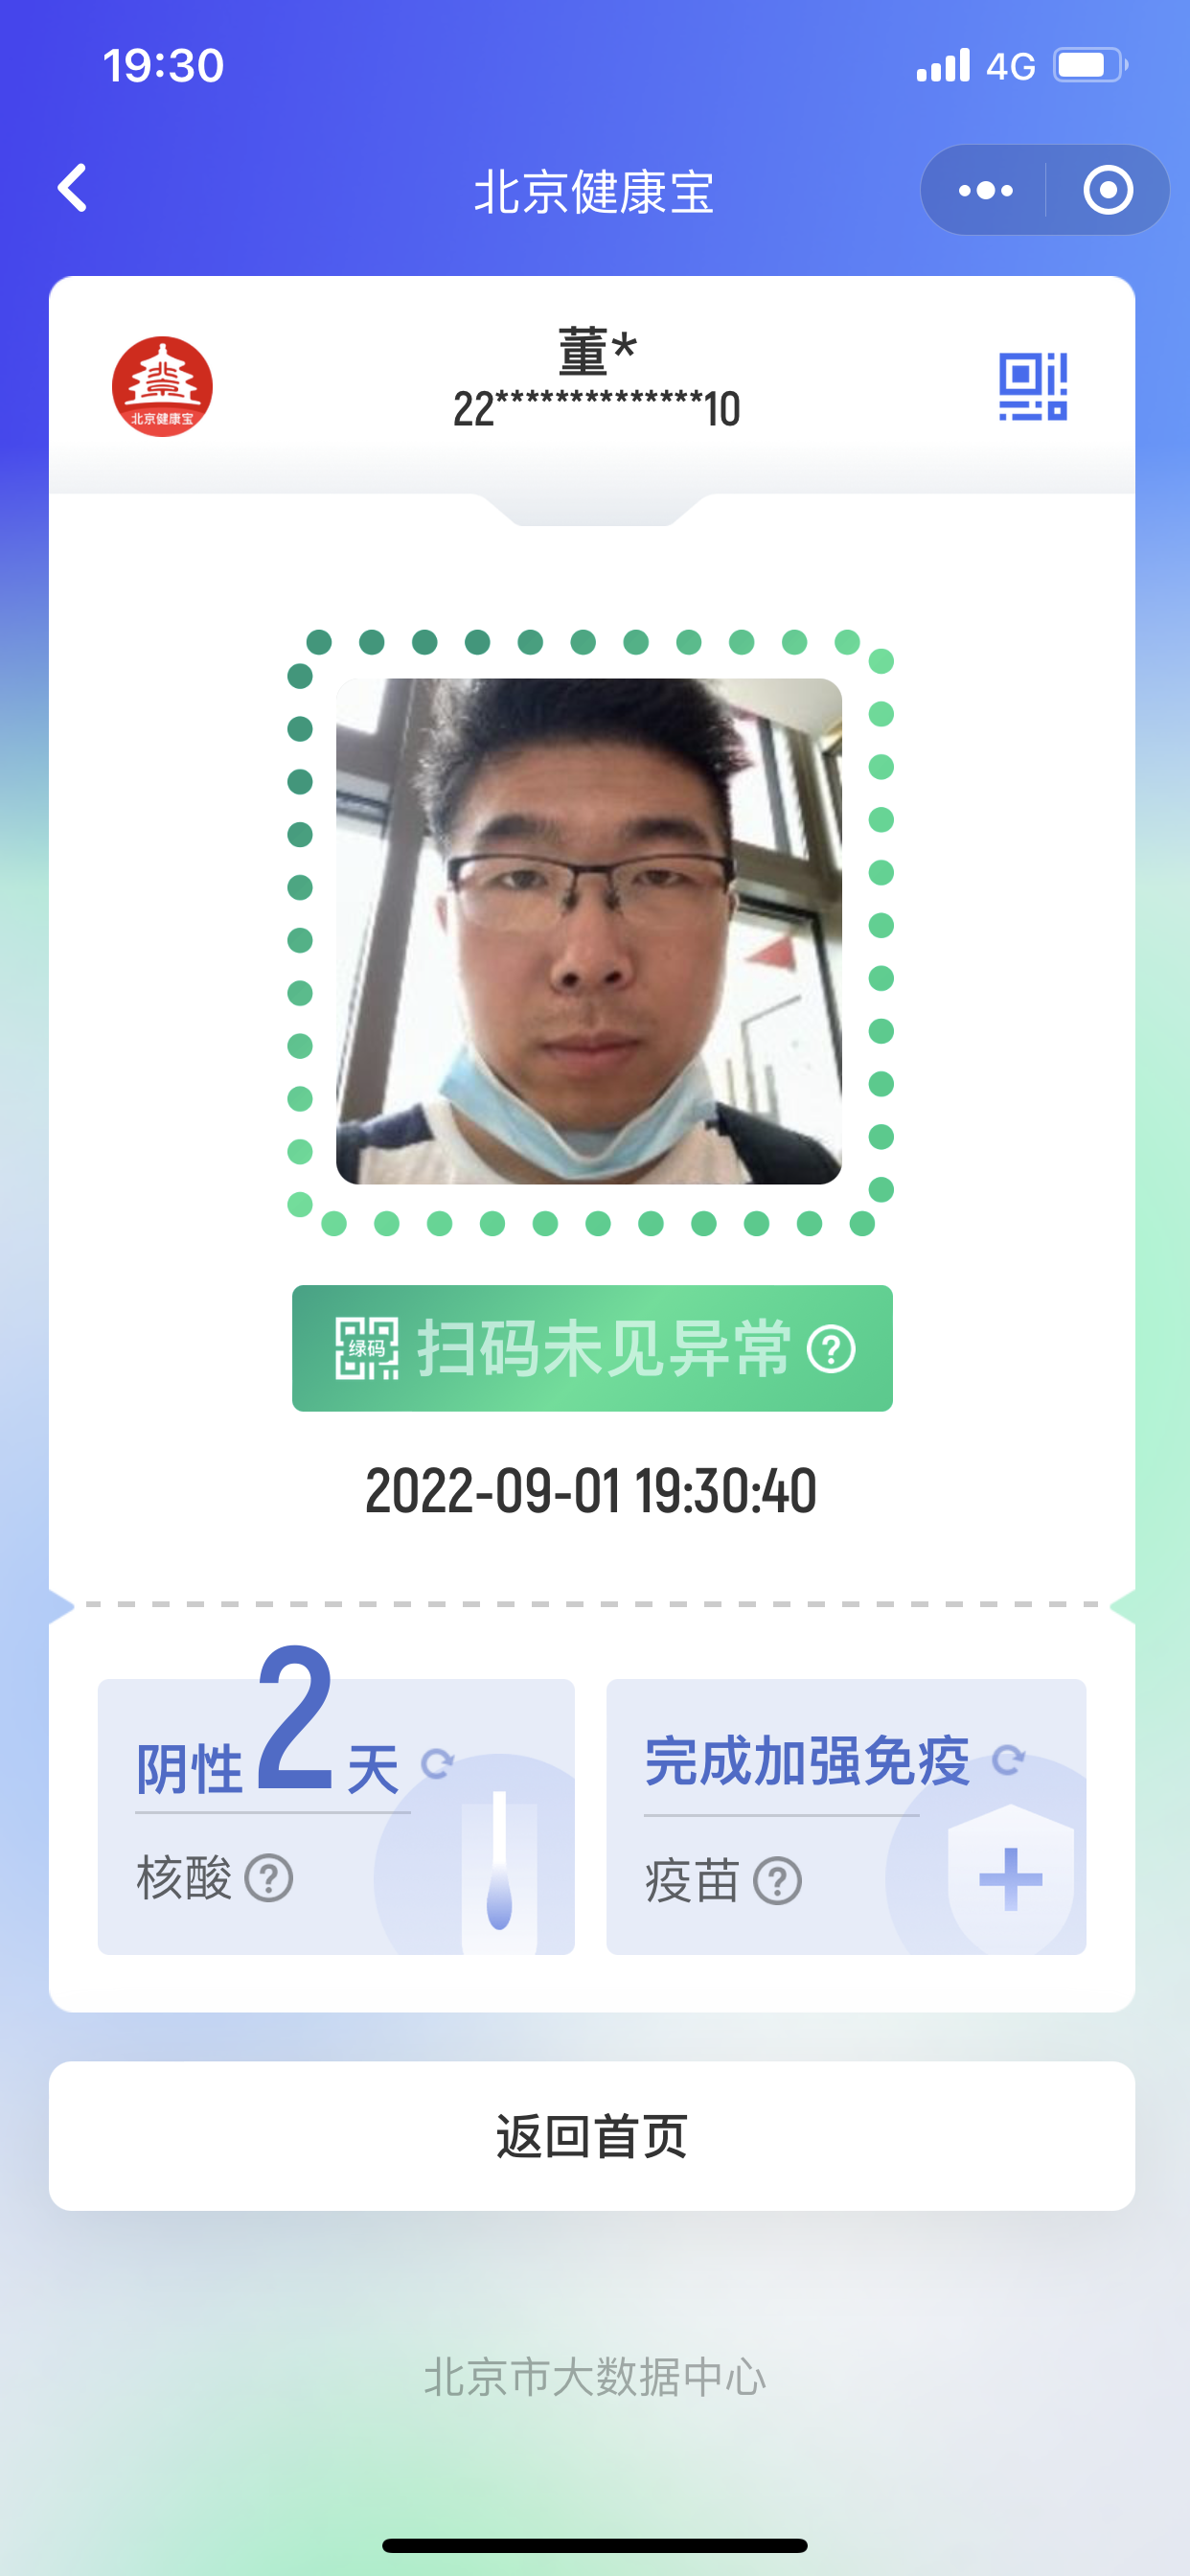 19:30
4G
北京健康宝
董*
22**************10
北京健康宝
绿码
扫码未见异常 ?
2022-09-01 19:30:40
阴性2天
核酸 ?
完成加强免疫
疫苗 ?
返回首页
北京市大数据中心